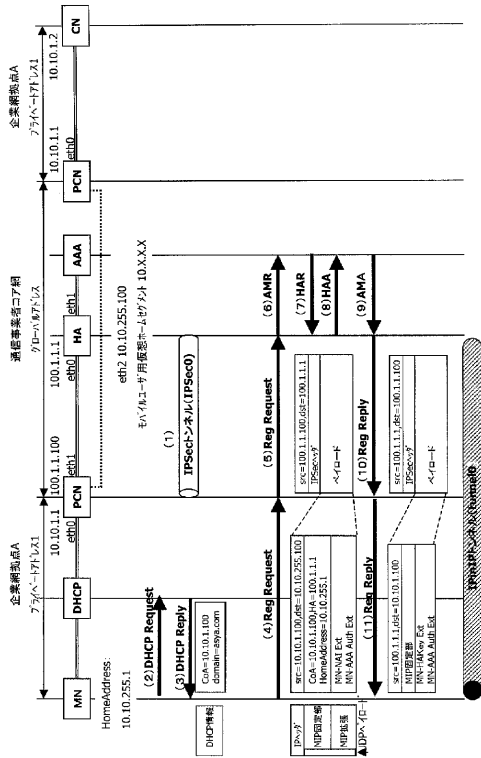 企業網拠点A
プライベートアドレス1
通信事業者コア網
グローバルアドレス
企業網拠点A
プライベートアドレス1
10.10.1.1
100.1.1.100
100.1.1.1
10.10.1.1
10.10.1.2
eth0
eth1
eth0
eth1
eth0
MN
DHCP
PCN
HA
AAA
PCN
CN
HomeAddress:
10.10.255.1
eth2 10.10.255.100
モバイルユーザ用仮想ホームセグメント 10.X.X.X
(1)
IPSecトンネル(IPSec0)
(2)DHCP Request
(3)DHCP Reply
DHCP情報
CoA=10.10.1.100
domain=asya.com
(4)Reg Request
(5)Reg Request
(6)AMR
(7)HAR
(8)HAA
(9)AMA
(10)Reg Reply
(11)Reg Reply
IPヘッダ
MIP固定部
MIP拡張
UDPペイロード
src=10.10.1.100,dst=10.10.255.100
CoA=10.10.1.100,HA=100.1.1.1
HomeAddress=10.10.255.1
MN-NAI Ext
MN-AAA Auth Ext
src=100.1.1.100,dst=100.1.1.1
IPSecヘッダ
ペイロード
src=100.1.1.1,dst=10.10.1.100
MIP固定部
MN-HAKey Ext
MN-AAA Auth Ext
src=100.1.1.1,dst=100.1.1.100
IPSecヘッダ
ペイロード
IPinIPトンネル(tunnel0)